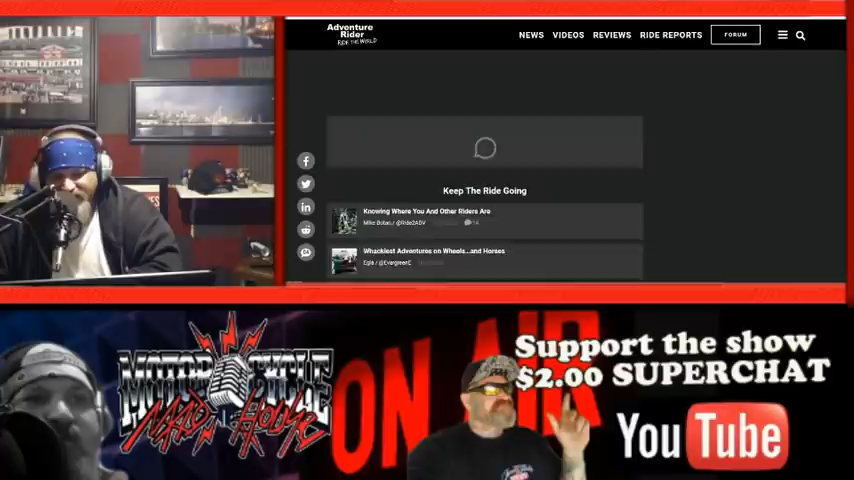 Adventure
Rider
RIDE THE WORLD
NEWS VIDEOS REVIEWS RIDE REPORTS FORUM
Keep The Ride Going
Knowing Where You And Other Riders Are
Mike Botan / @Ride2ADV
Whackiest Adventures on Wheels...and Horses
Egle / @EvergreenE
MOTORCYCLE
MAD HOUSE
ON AIR
Support the show
$2.00 SUPERCHAT
YouTube